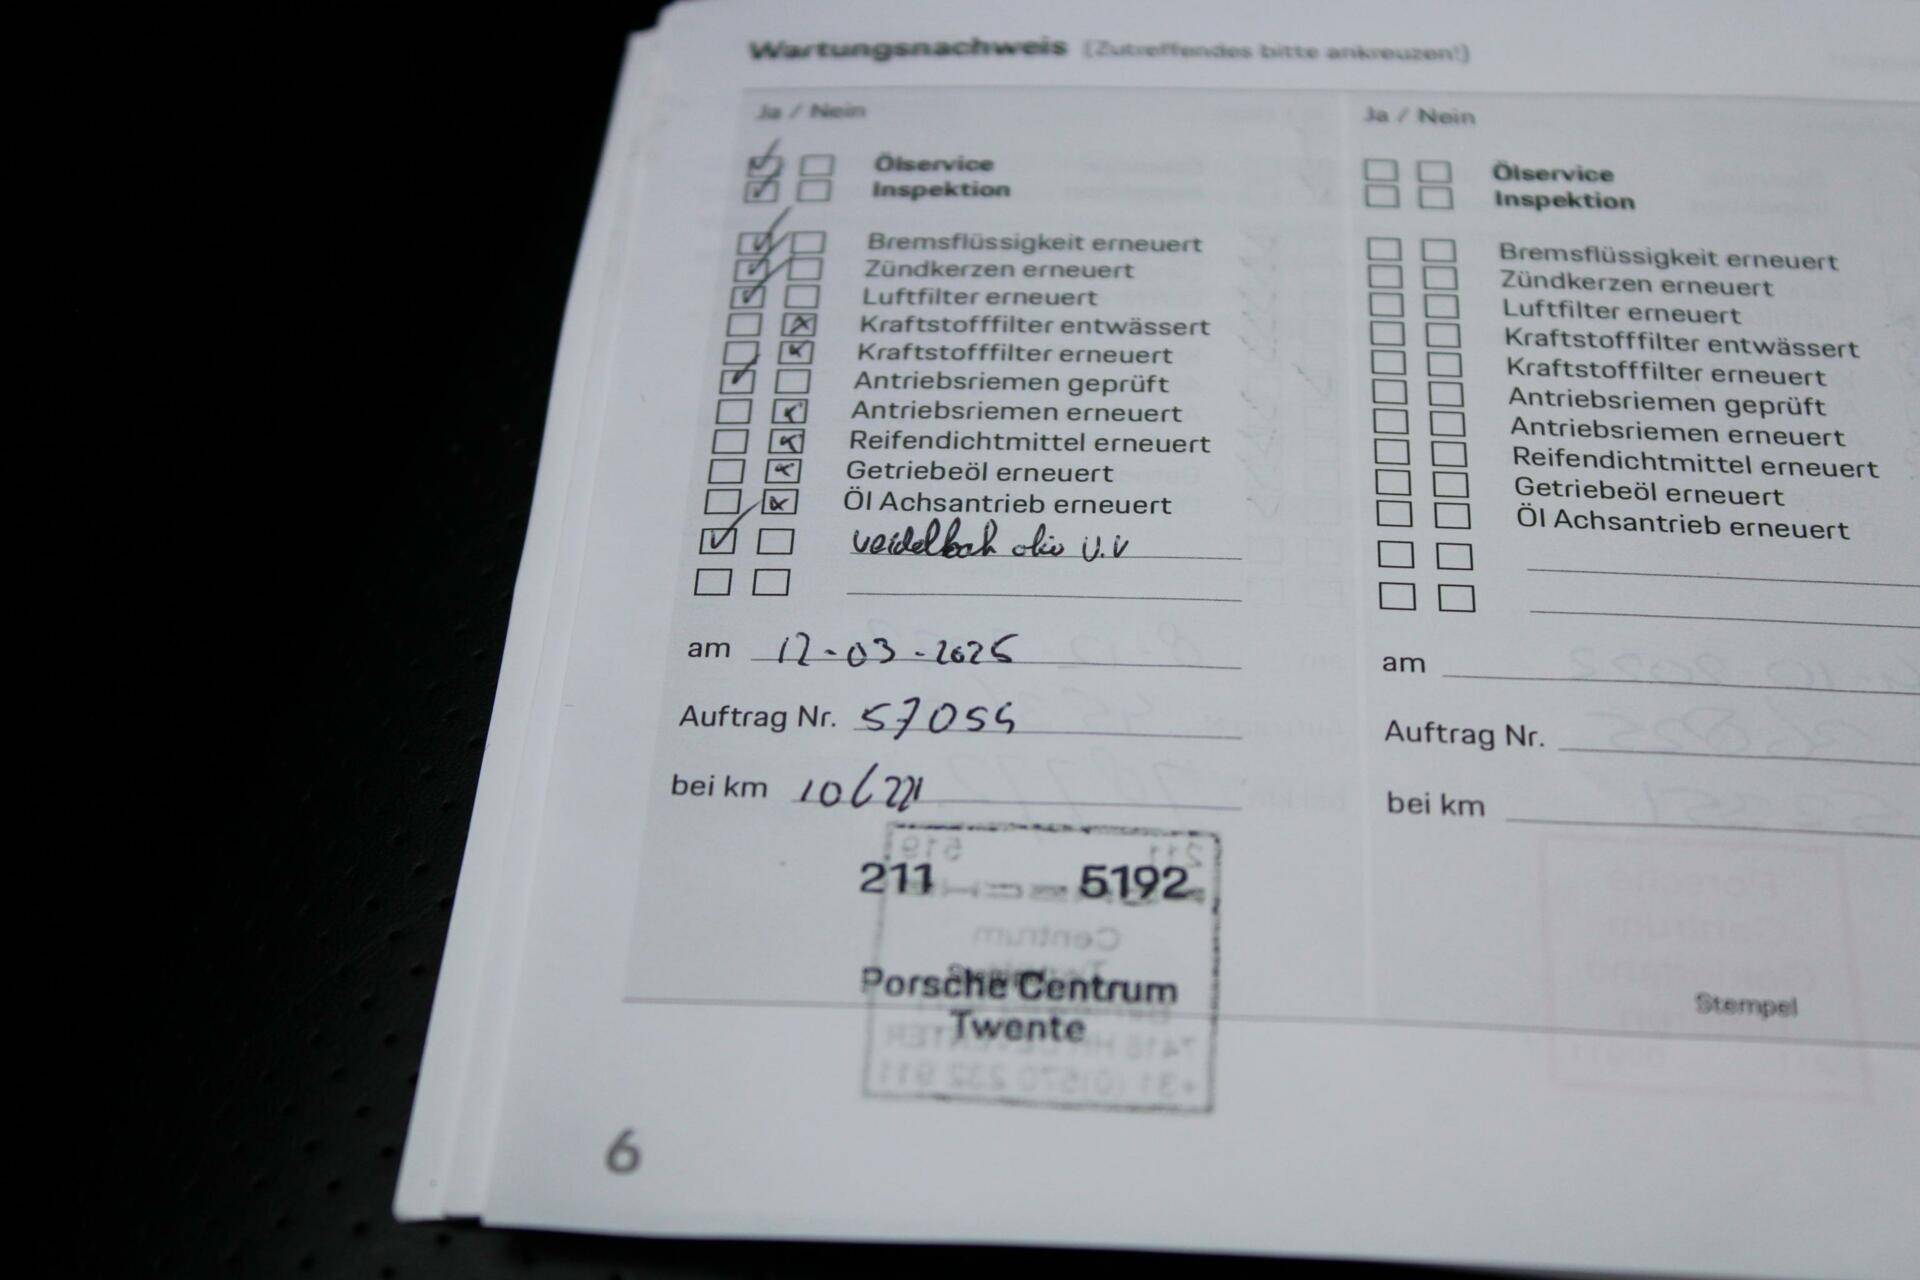 Wartungsnachweis (Zutreffendes bitte ankreuzen!)
Ja / Nein
Ölservice
Inspektion
Bremsflüssigkeit erneuert
Zündkerzen erneuert
Luftfilter erneuert
Kraftstofffilter entwässert
Kraftstofffilter erneuert
Antriebsriemen geprüft
Antriebsriemen erneuert
Reifendichtmittel erneuert
Getriebeöl erneuert
Öl Achsantrieb erneuert
verdelbak olie V.V
am 12-03-2025
Auftrag Nr. 57054
bei km
211 5192
Porsche Centrum
Twente
6
Ja / Nein
Ölservice
Inspektion
Bremsflüssigkeit erneuert
Zündkerzen erneuert
Luftfilter erneuert
Kraftstofffilter entwässert
Kraftstofffilter erneuert
Antriebsriemen geprüft
Antriebsriemen erneuert
Reifendichtmittel erneuert
Getriebeöl erneuert
Öl Achsantrieb erneuert
am
Auftrag Nr.
bei km
Stempel